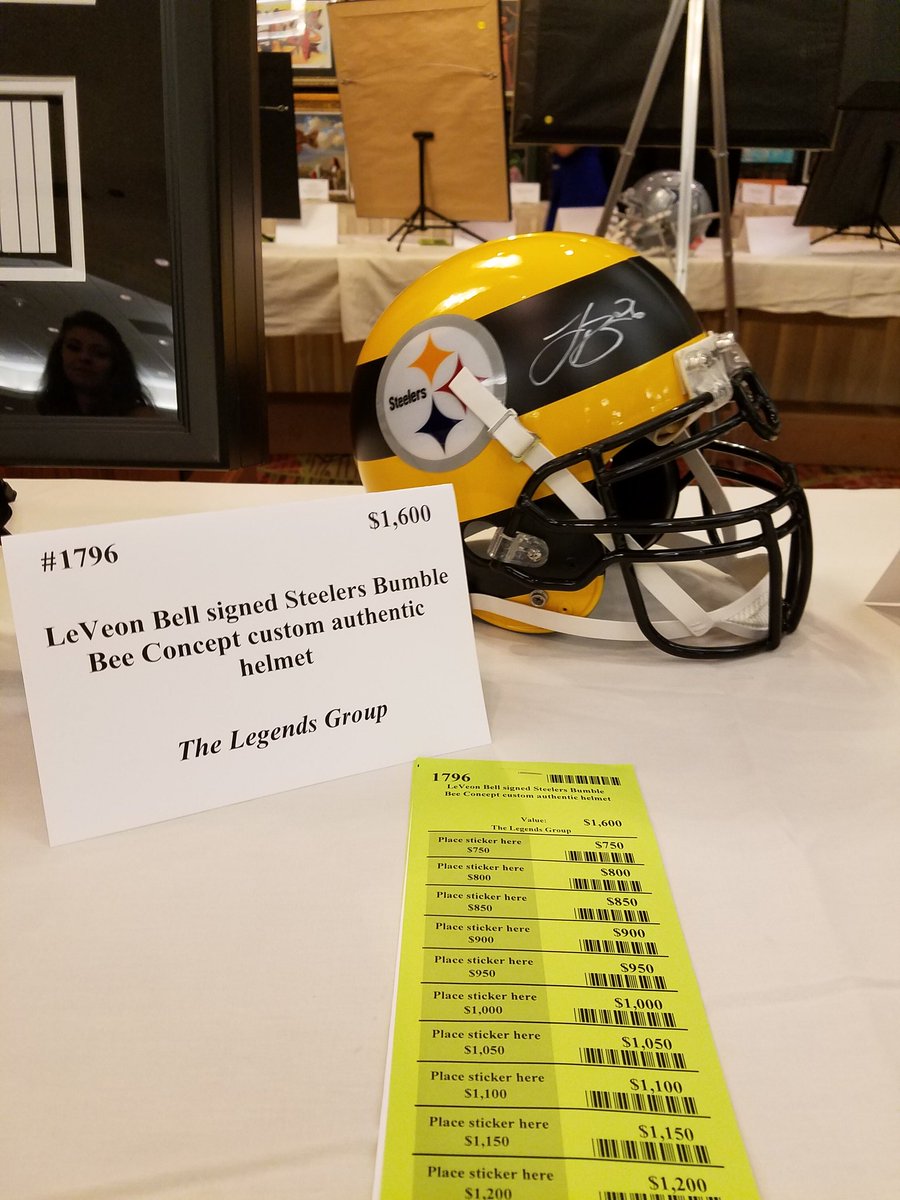 Steelers
#1796
$1,600
LeVeon Bell signed Steelers Bumble
Bee Concept custom authentic
helmet
The Legends Group
1796
LeVeon Bell signed Steelers Bumble
Bee Concept custom authentic helmet
Value:
$1,600
The Legends Group
Place sticker here
$750
$750
Place sticker here
$800
$800
Place sticker here
$850
$850
Place sticker here
$900
$900
Place sticker here
$950
$950
Place sticker here
$1,000
$1,000
Place sticker here
$1,050
$1,050
Place sticker here
$1,100
$1,100
Place sticker here
$1,150
$1,150
Place sticker here
$1,200
$1,200